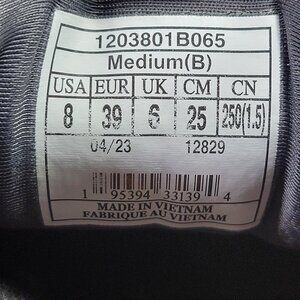 1203801B065
Medium(B)
USA EUR UK CM CN
8 39 6 25 250(1.5)
04/23 12829
1 95394 33139 4
MADE IN VIETNAM
FABRIQUE AU VIETNAM